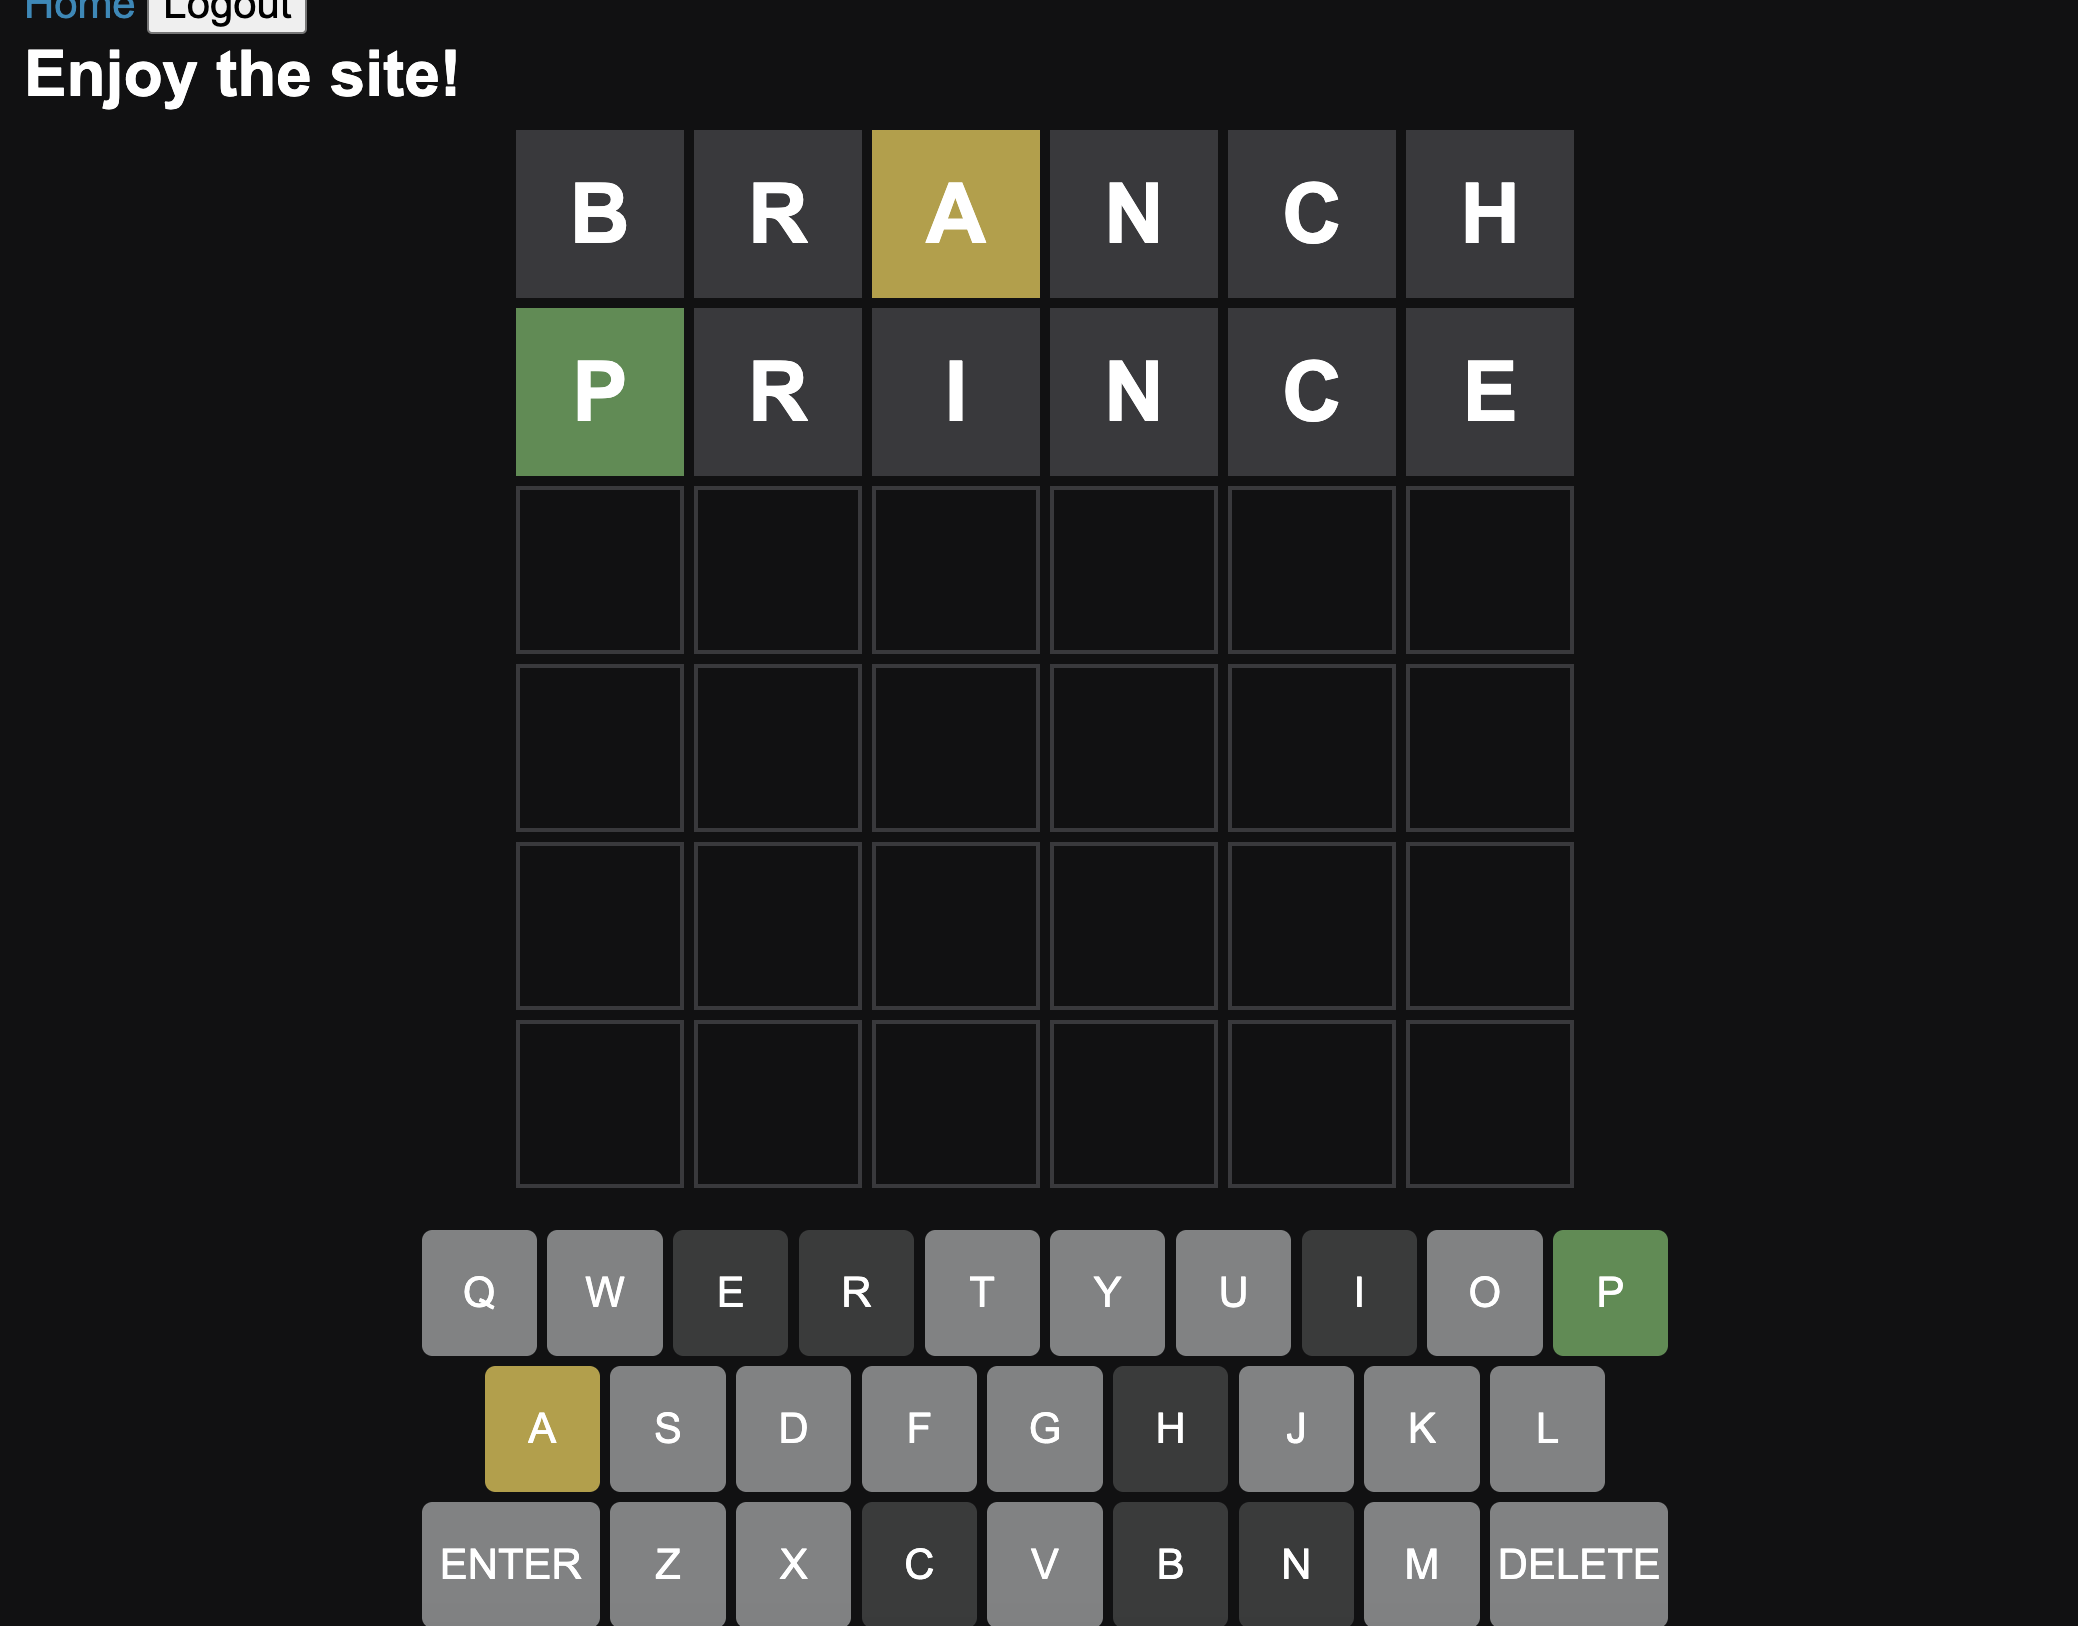 Home Logout
Enjoy the site!
B R A N C H
P R I N C E
Q W E R T Y U I O P
A S D F G H J K L
ENTER Z X C V B N M DELETE